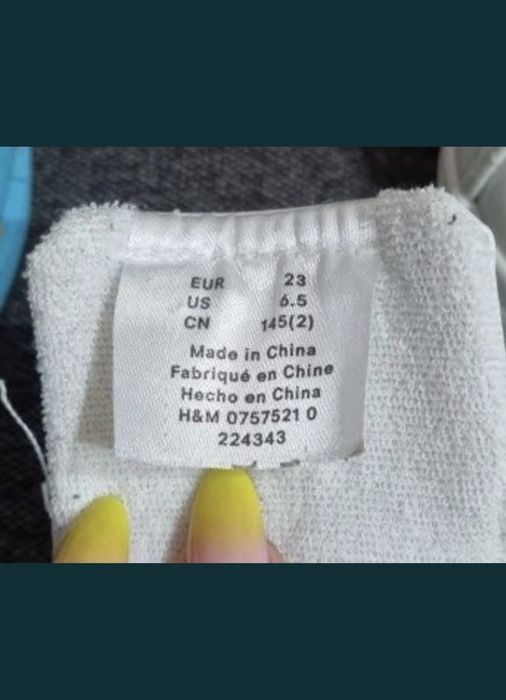 EUR 23
US 6.5
CN 145(2)
Made in China
Fabriqué en Chine
Hecho en China
H&M 0757521 0
224343